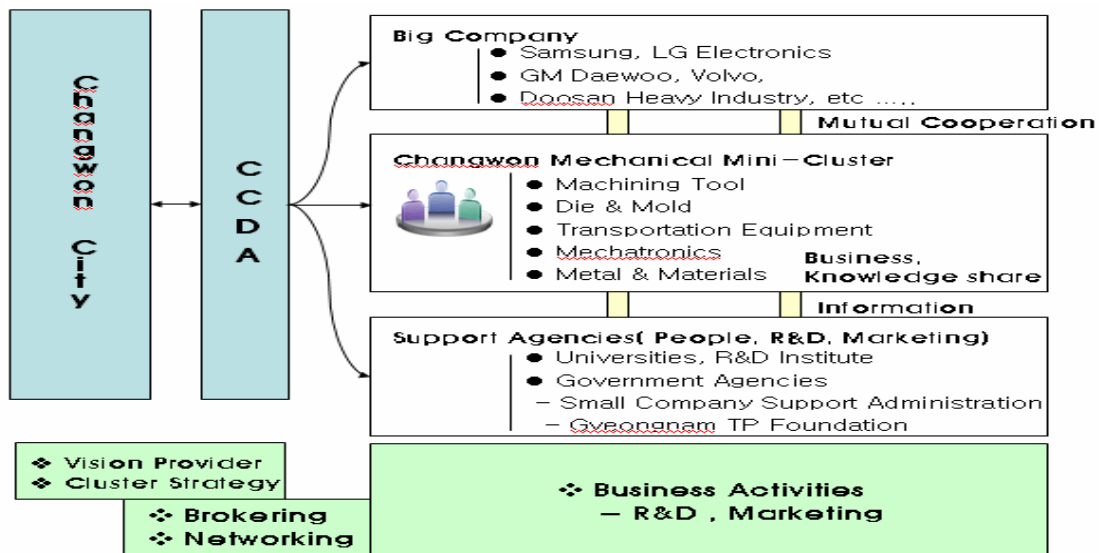 Changwon City
CCDA
Big Company
● Samsung, LG Electronics
● GM Daewoo, Volvo,
● Doosan Heavy Industry, etc .....
Mutual Cooperation
Changwon Mechanical Mini-Cluster
● Machining Tool
● Die & Mold
● Transportation Equipment
● Mechatronics
● Metal & Materials
Business,
Knowledge share
Information
Support Agencies( People, R&D, Marketing)
● Universities, R&D Institute
● Government Agencies
- Small Company Support Administration
- Gyeongnam TP Foundation
❖ Vision Provider
❖ Cluster Strategy
❖ Brokering
❖ Networking
❖ Business Activities
- R&D , Marketing